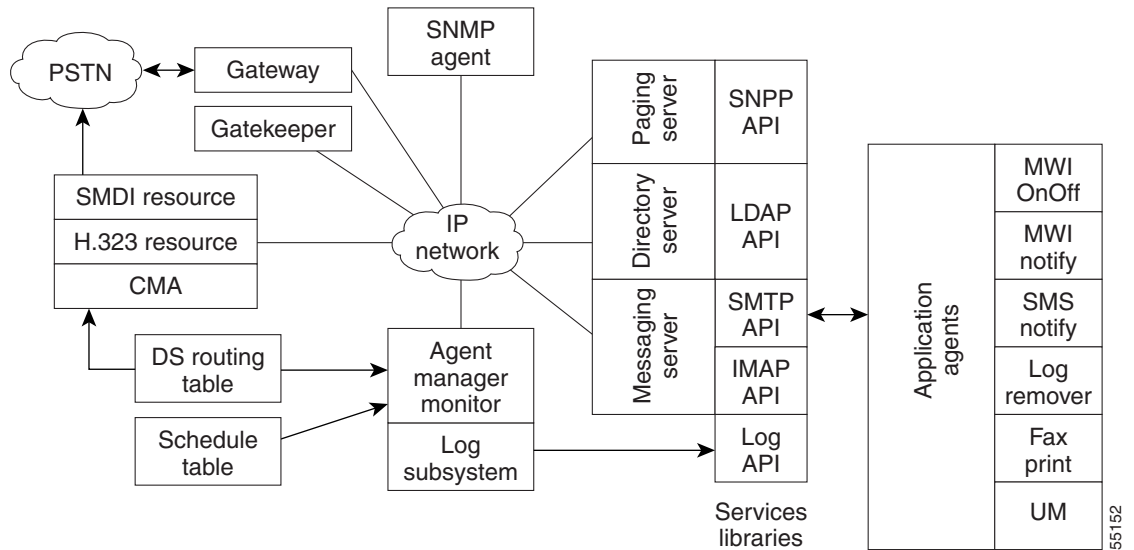 SNMP
agent
PSTN
Gateway
Gatekeeper
SMDI resource
H.323 resource
CMA
IP
network
DS routing
table
Schedule
table
Agent
manager
monitor
Log
subsystem
Paging
server
SNPP
API
Directory
server
LDAP
API
Messaging
server
SMTP
API
IMAP
API
Log
API
Services
libraries
Application
agents
MWI
OnOff
MWI
notify
SMS
notify
Log
remover
Fax
print
UM
55152